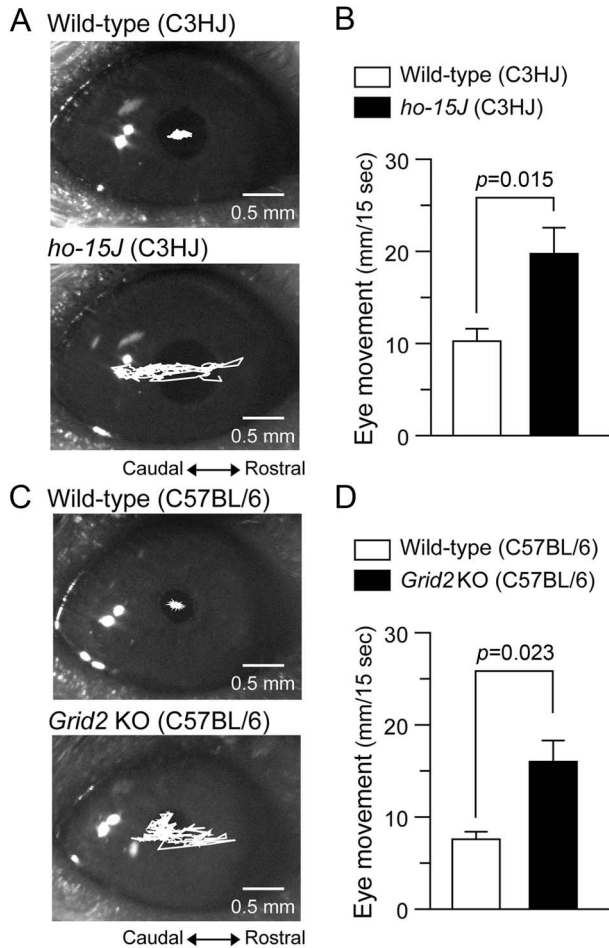 A
Wild-type (C3HJ)
0.5 mm
ho-15J (C3HJ)
0.5 mm
Caudal ↔ Rostral
B
Wild-type (C3HJ)
ho-15J (C3HJ)
Eye movement (mm/15 sec)
30
20
10
0
p=0.015
C
Wild-type (C57BL/6)
0.5 mm
Grid2 KO (C57BL/6)
0.5 mm
Caudal ↔ Rostral
D
Wild-type (C57BL/6)
Grid2 KO (C57BL/6)
Eye movement (mm/15 sec)
30
20
10
0
p=0.023